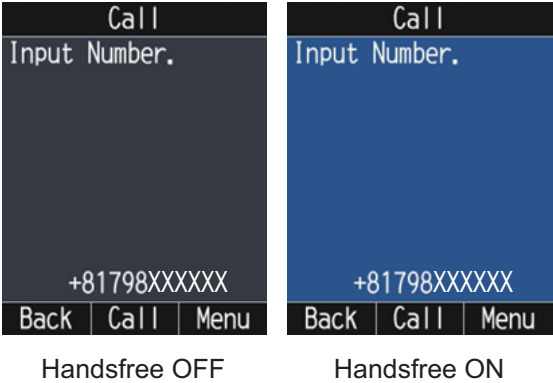 Call
Input Number.
+81798XXXXXX
Back Call Menu
Handsfree OFF
Call
Input Number.
+81798XXXXXX
Back Call Menu
Handsfree ON